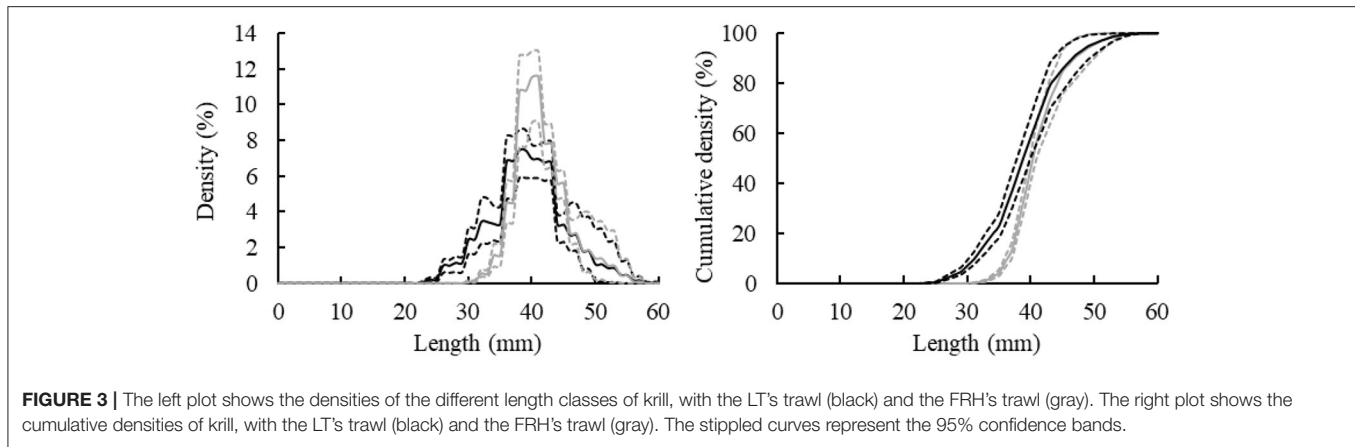 14
12
10
8
6
4
2
0
Density (%)
0 10 20 30 40 50 60
Length (mm)
100
80
60
40
20
0
Cumulative density (%)
0 10 20 30 40 50 60
Length (mm)
FIGURE 3 | The left plot shows the densities of the different length classes of krill, with the LT's trawl (black) and the FRH's trawl (gray). The right plot shows the
cumulative densities of krill, with the LT's trawl (black) and the FRH's trawl (gray). The stippled curves represent the 95% confidence bands.